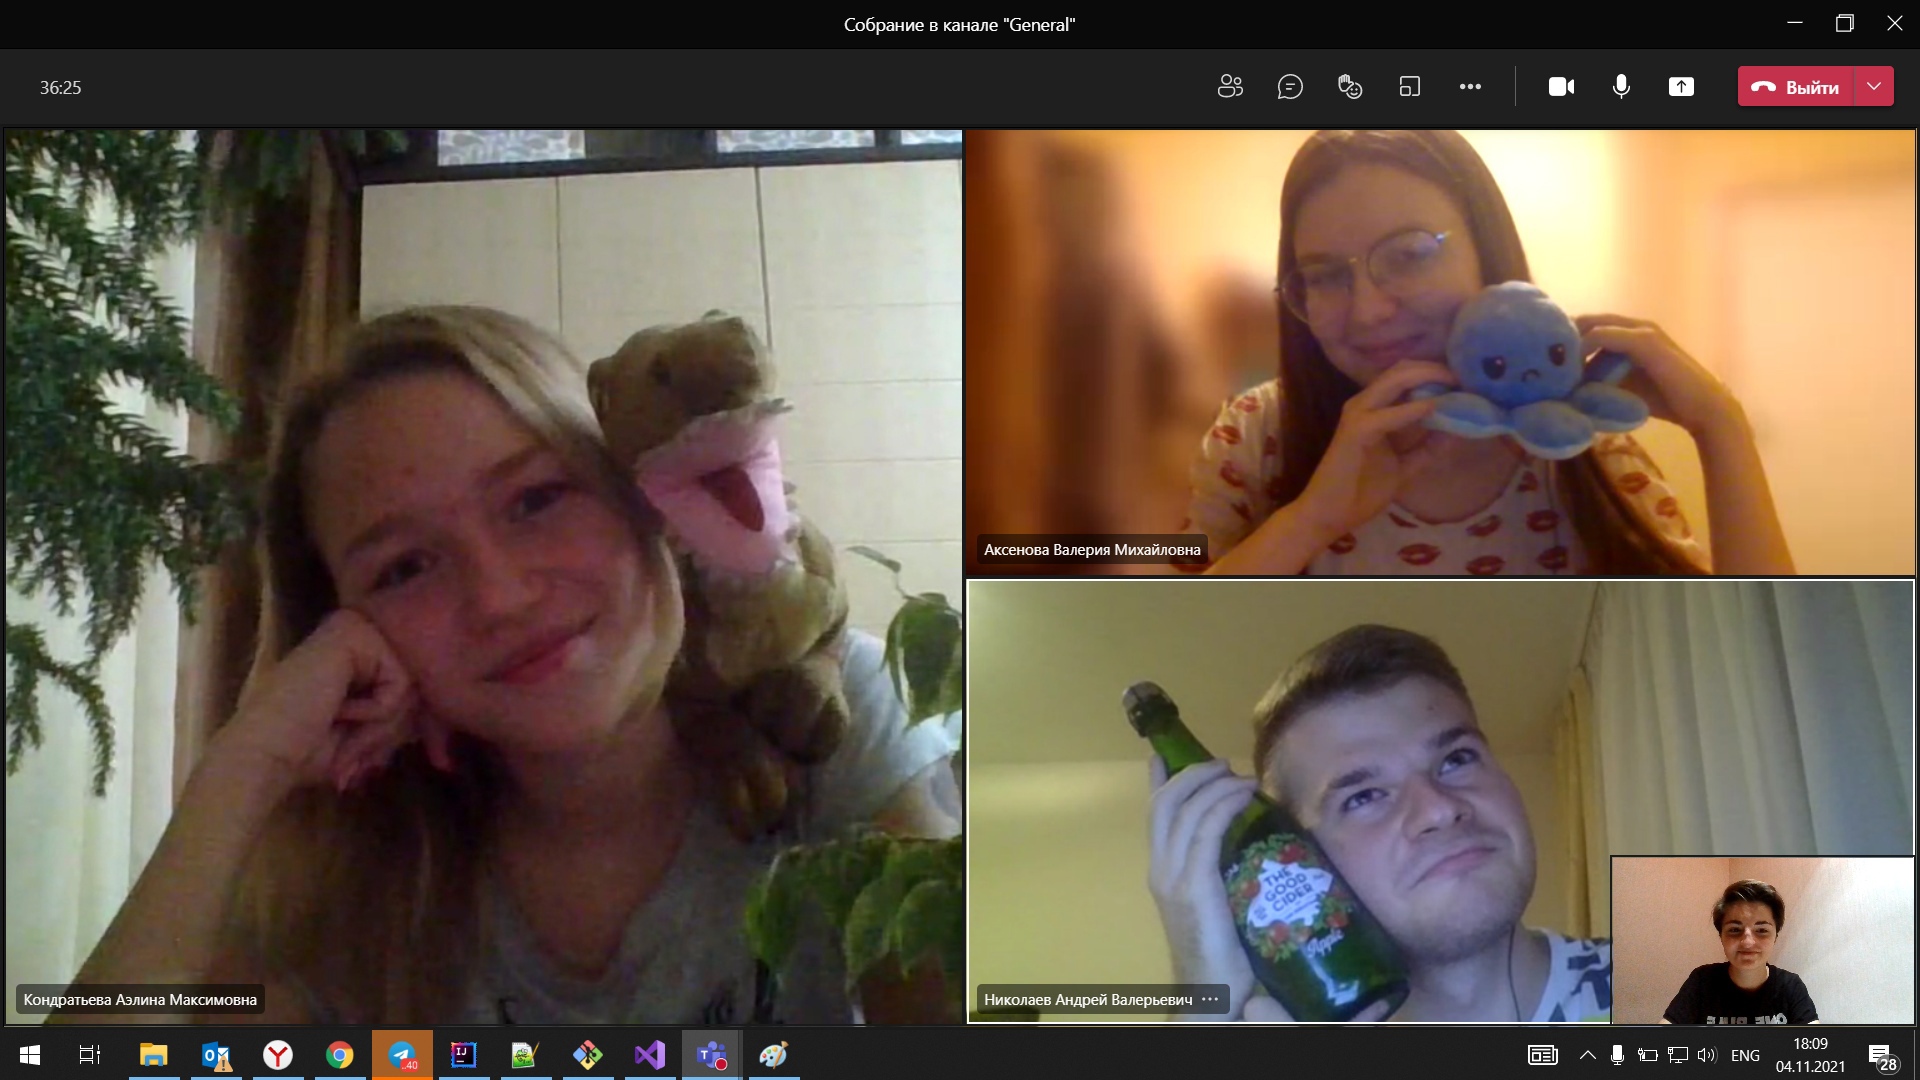 Собрание в канале "General"
36:25
Выйти
Аксенова Валерия Михайловна
THE
GOOD
CIDER
Apple
Кондратьева Аэлина Максимовна
Николаев Андрей Валерьевич
..40
IJ
T
ENG
18:09
04.11.2021
28